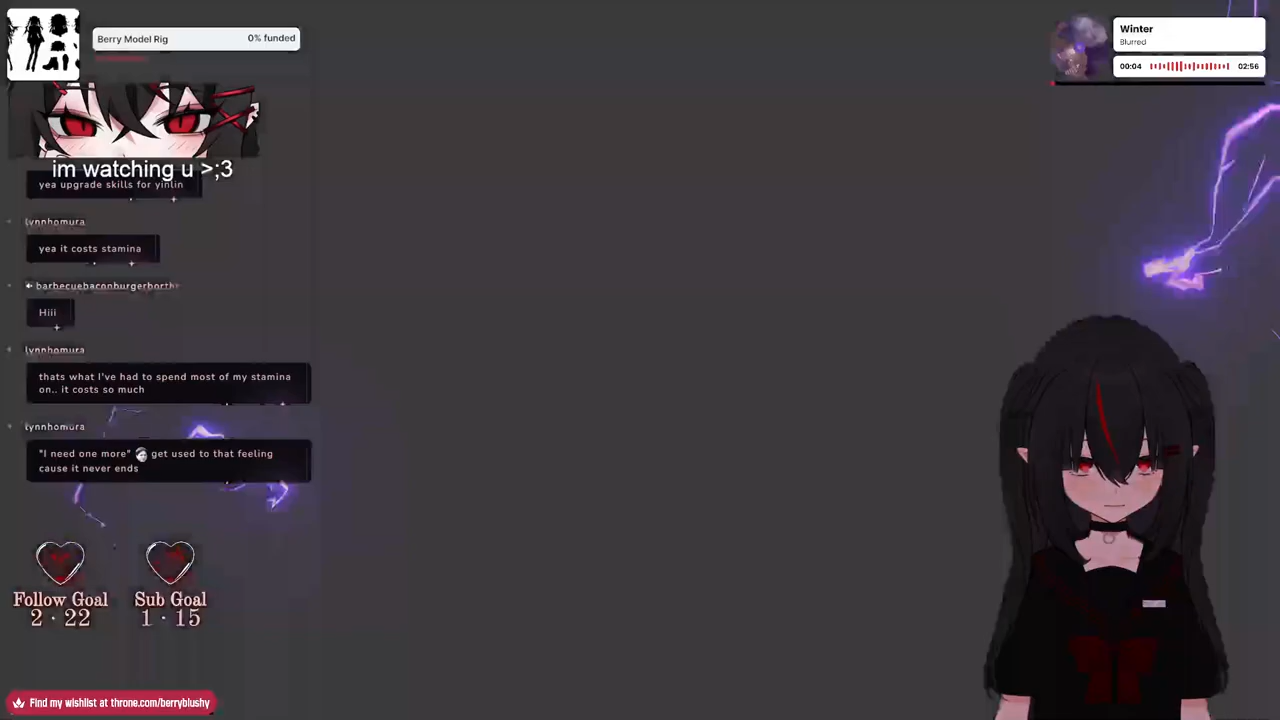 Berry Model Rig
0% funded
Winter
Blurred
00:04
02:56
im watching u >;3
yea upgrade skills for yinlin
lynnhomura
yea it costs stamina
barbecuebaconburgerborthe
Hiii
lynnhomura
thats what I've had to spend most of my stamina
on.. it costs so much
lynnhomura
"I need one more" get used to that feeling
cause it never ends
Follow Goal
2 · 22
Sub Goal
1 · 15
Find my wishlist at throne.com/berryblushy